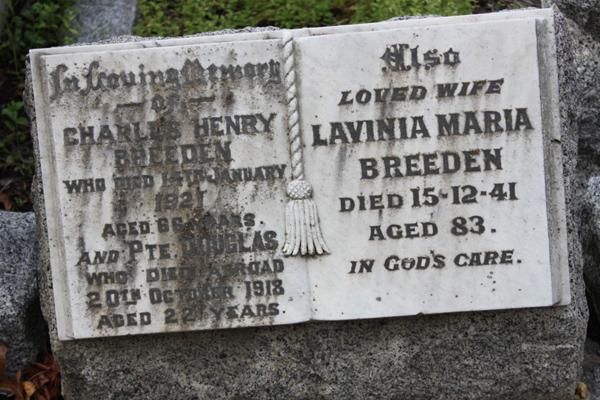 In Loving Memory
of
CHARLES HENRY
BREEDEN
WHO DIED 14TH JANUARY
1921
AGED 66 YEARS.
AND PTE DOUGLAS
WHO DIED ABROAD
20TH OCTOBER 1918
AGED 22 YEARS.
Also
LOVED WIFE
LAVINIA MARIA
BREEDEN
DIED 15-12-41
AGED 83.
IN GOD'S CARE.